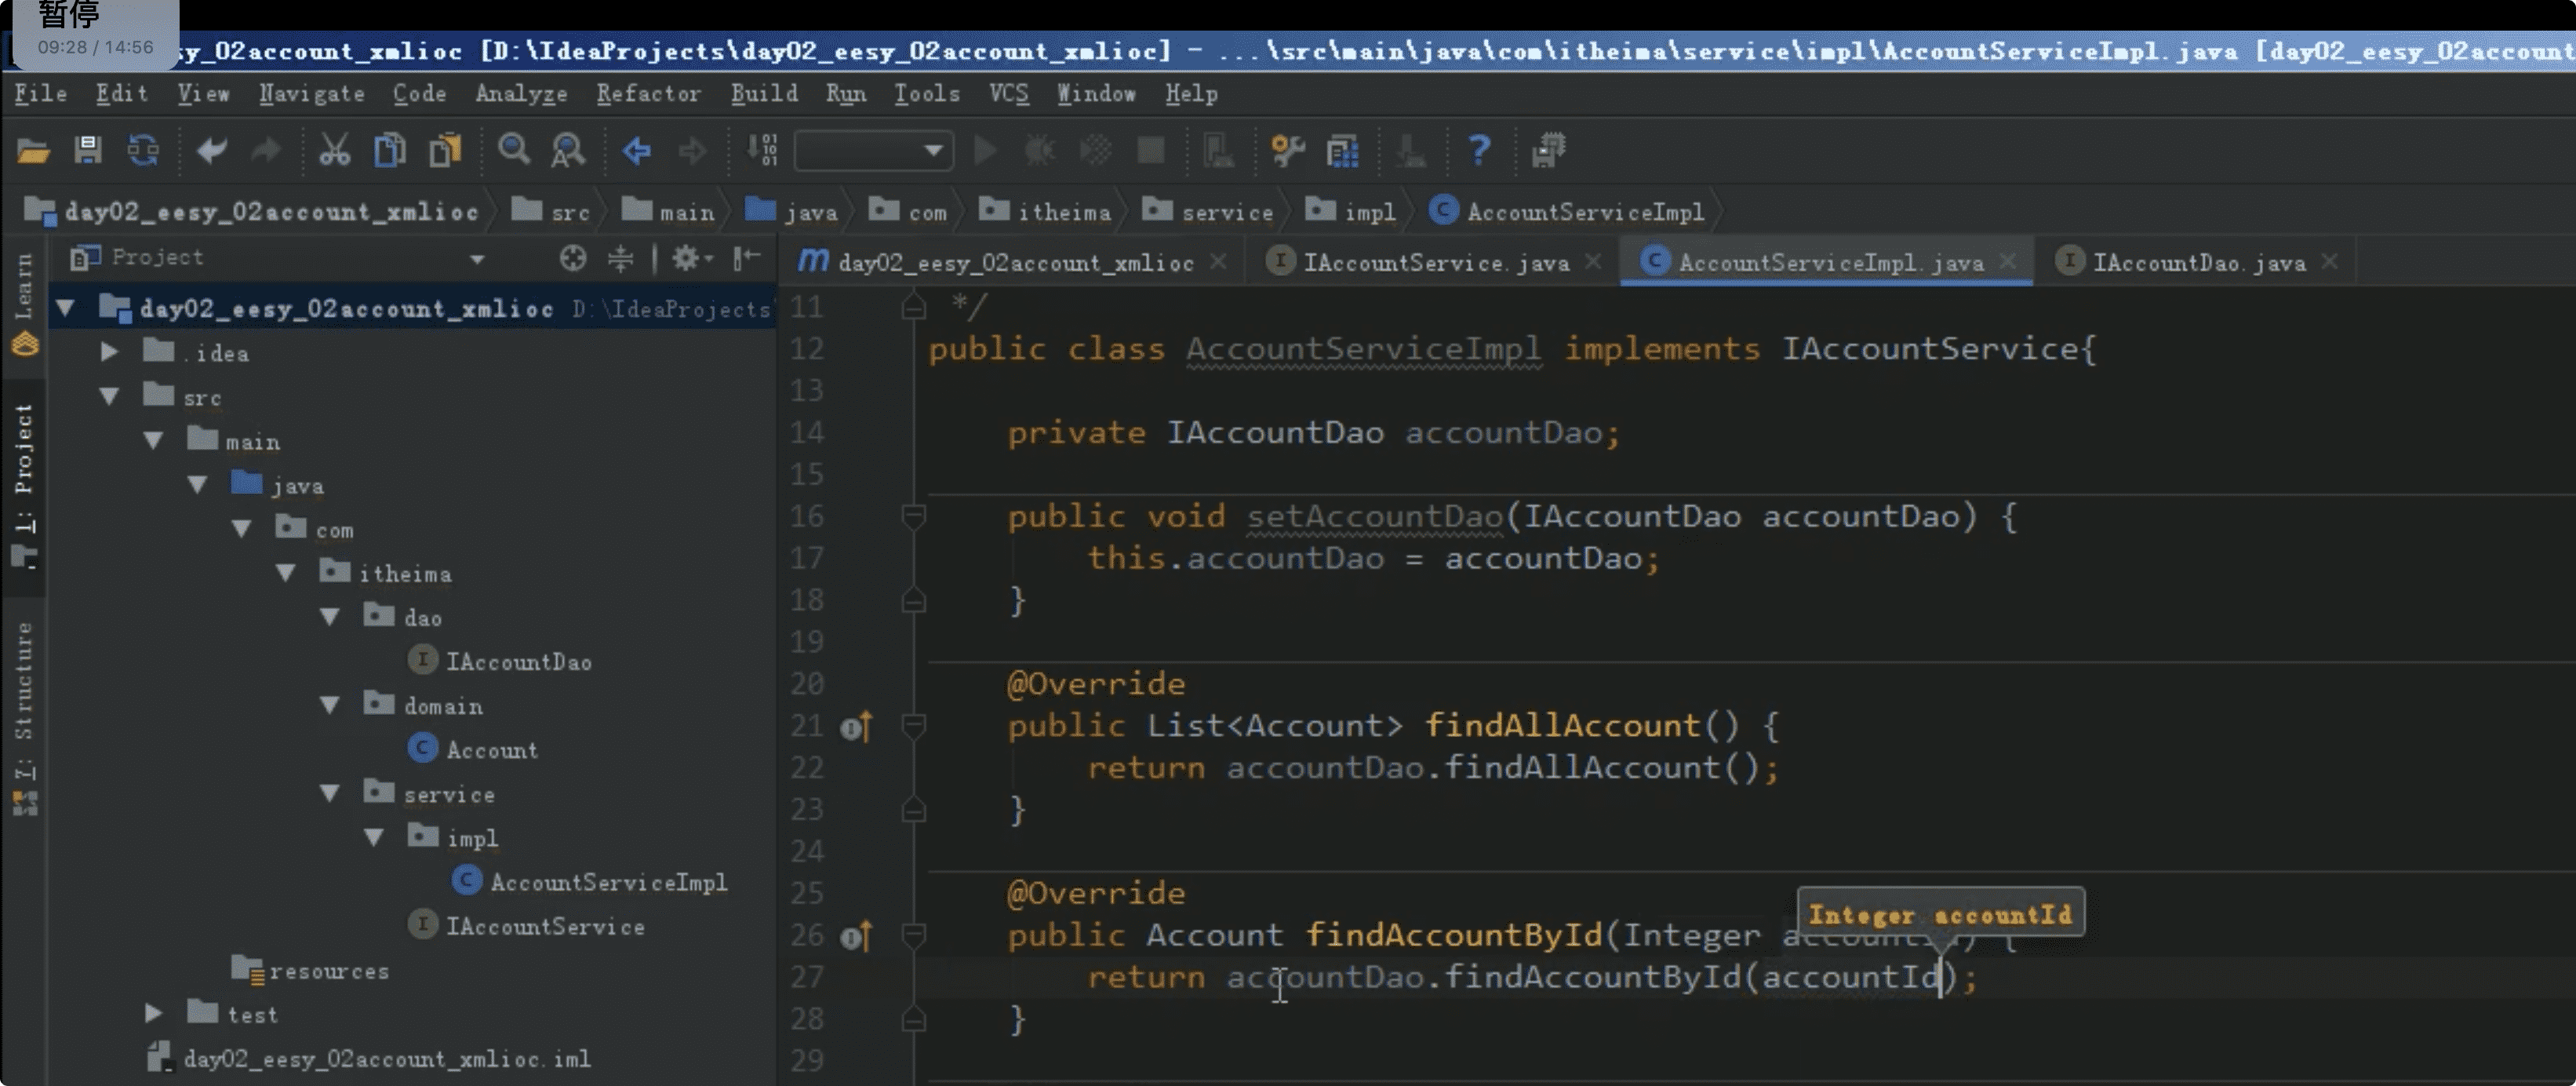 暂停
09:28 / 14:56
sy_02account_xmlioc [D:\IdeaProjects\day02_eesy_02account_xmlioc] - ...\src\main\java\com\itheima\service\impl\AccountServiceImpl.java [day02_eesy_02account
File Edit View Navigate Code Analyze Refactor Build Run Tools VCS Window Help
day02_eesy_02account_xmlioc src main java com itheima service impl AccountServiceImpl
Project
day02_eesy_02account_xmlioc IAccountService.java AccountServiceImpl.java IAccountDao.java
Learn
1: Project
7: Structure
day02_eesy_02account_xmlioc D:\IdeaProjects
.idea
src
main
java
com
itheima
dao
IAccountDao
domain
Account
service
impl
AccountServiceImpl
IAccountService
resources
test
day02_eesy_02account_xmlioc.iml
11 */
12 public class AccountServiceImpl implements IAccountService{
13
14 private IAccountDao accountDao;
15
16 public void setAccountDao(IAccountDao accountDao) {
17 this.accountDao = accountDao;
18 }
19
20 @Override
21 public List<Account> findAllAccount() {
22 return accountDao.findAllAccount();
23 }
24
25 @Override
Integer accountId
26 public Account findAccountById(Integer accountId) {
27 return accountDao.findAccountById(accountId);
28 }
29